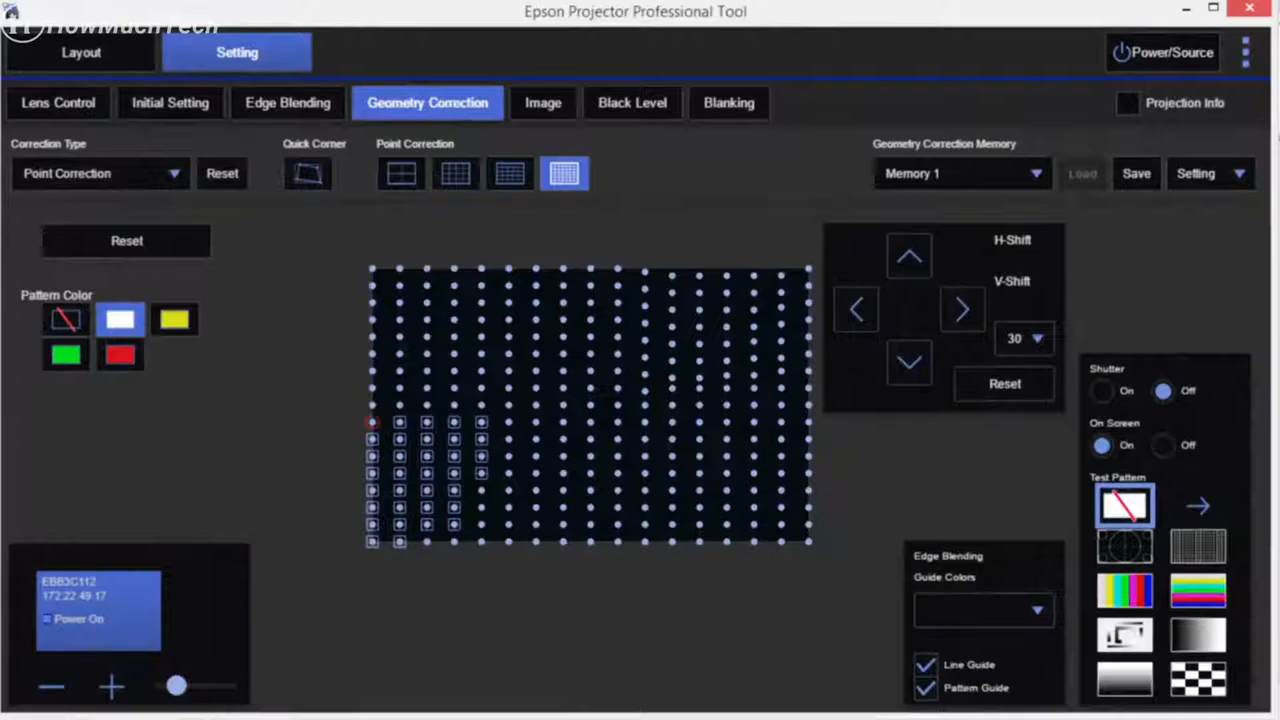 Epson Projector Professional Tool
HowMuchTech
Layout
Setting
Power/Source
Lens Control
Initial Setting
Edge Blending
Geometry Correction
Image
Black Level
Blanking
Projection Info
Correction Type
Quick Corner
Point Correction
Geometry Correction Memory
Point Correction
Reset
Memory 1
Load
Save
Setting
Reset
H-Shift
V-Shift
Pattern Color
30
Reset
Shutter
On
Off
On Screen
On
Off
Test Pattern
Edge Blending
Guide Colors
EBB3C112
172.22.49.17
Power On
Line Guide
Pattern Guide